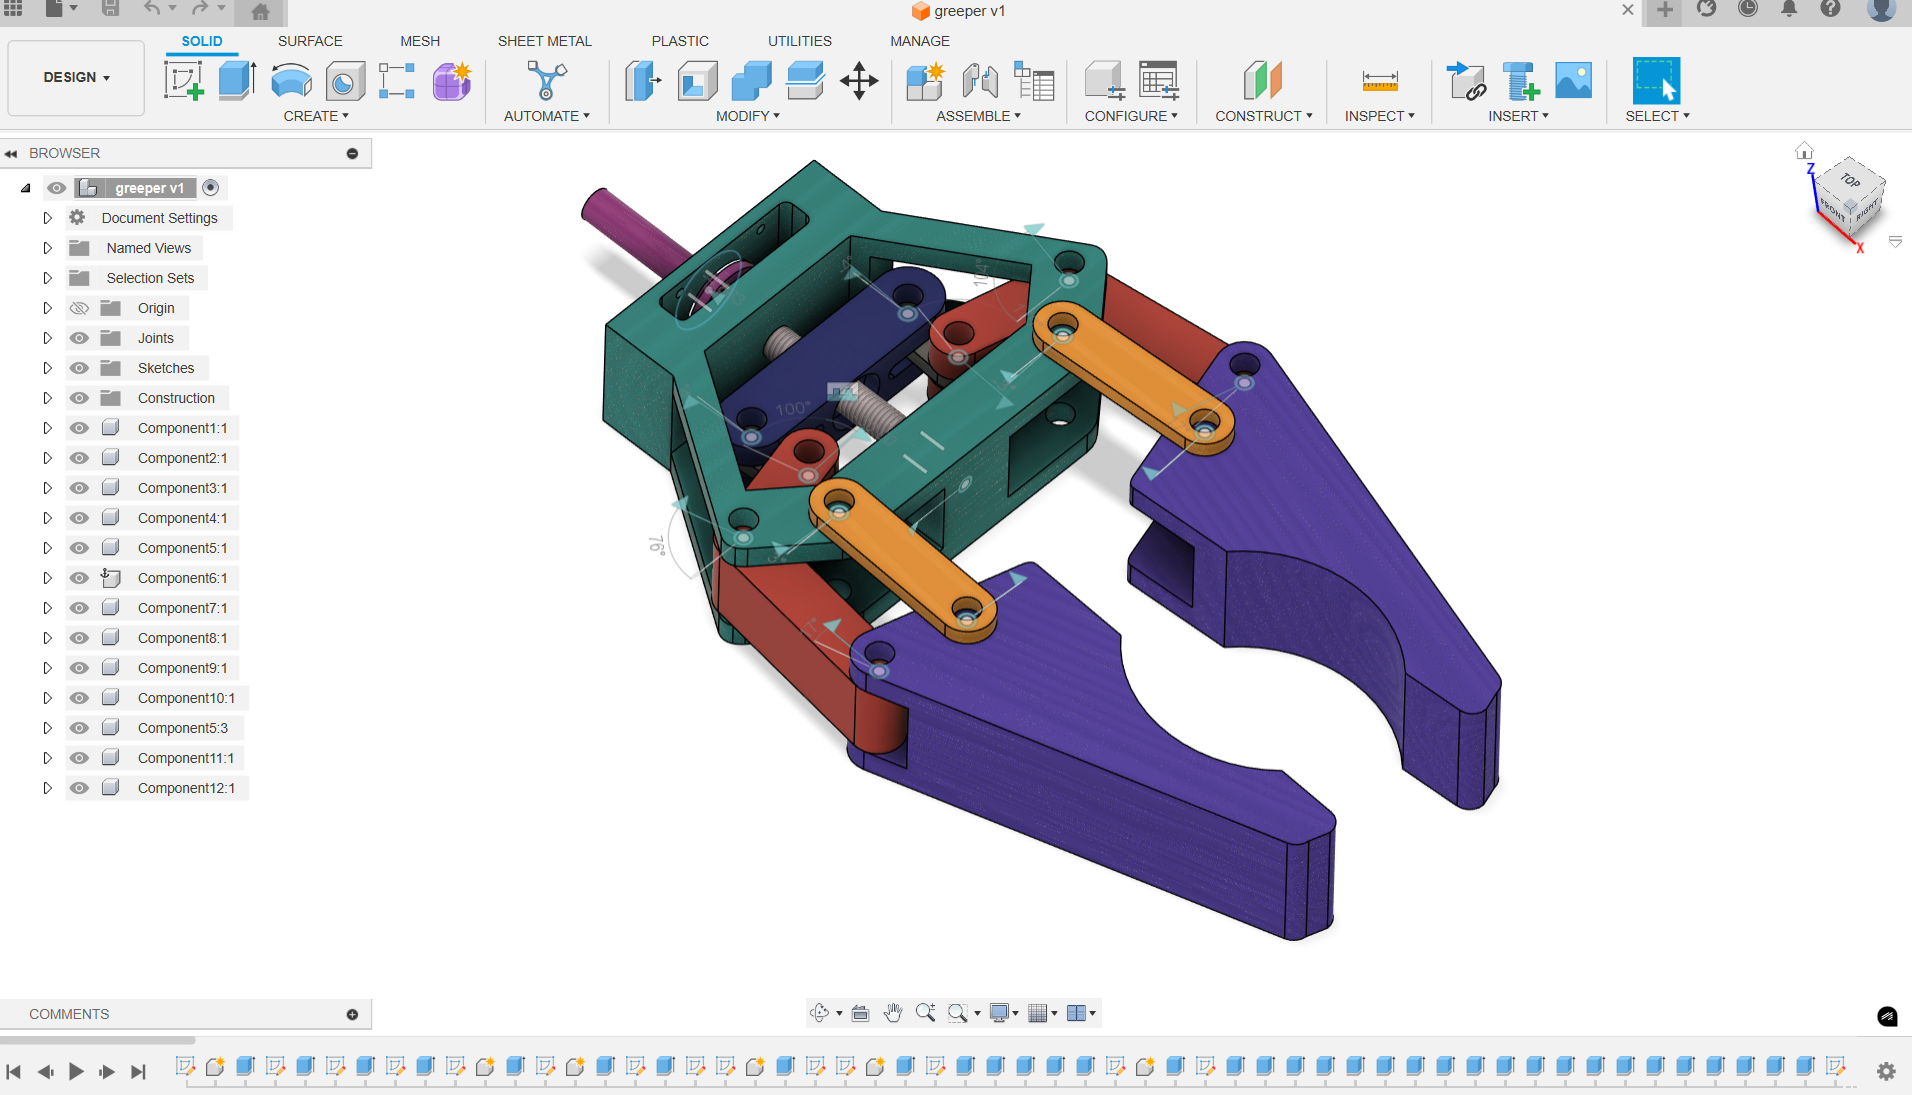 greeper v1
SOLID
SURFACE
MESH
SHEET METAL
PLASTIC
UTILITIES
MANAGE
DESIGN
CREATE
AUTOMATE
MODIFY
ASSEMBLE
CONFIGURE
CONSTRUCT
INSPECT
INSERT
SELECT
BROWSER
greeper v1
Document Settings
Named Views
Selection Sets
Origin
Joints
Sketches
Construction
Component1:1
Component2:1
Component3:1
Component4:1
Component5:1
Component6:1
Component7:1
Component8:1
Component9:1
Component10:1
Component5:3
Component11:1
Component12:1
104°
100°
76°
Z
TOP
FRONT
RIGHT
X
COMMENTS